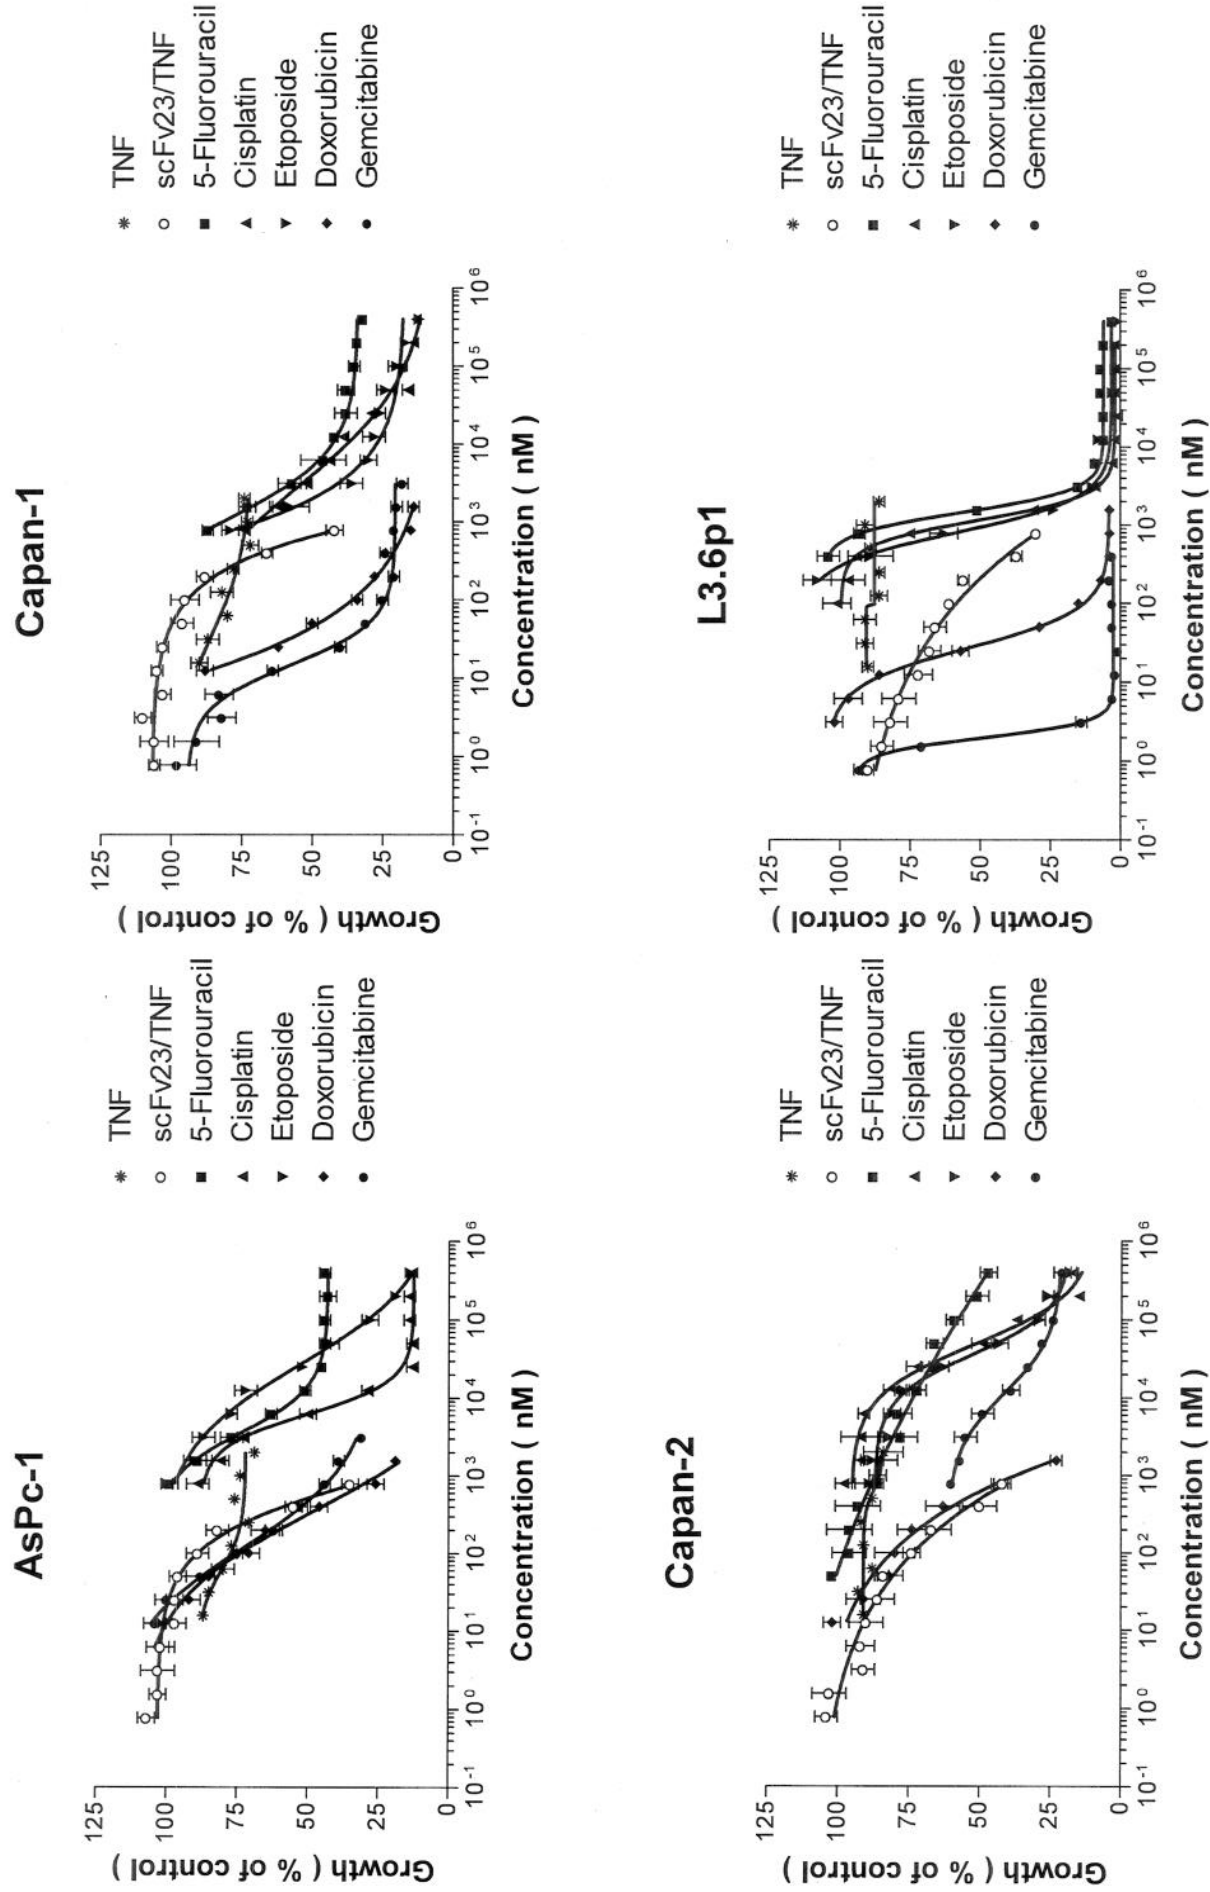 AsPc-1
Growth ( % of control )
125
100
75
50
25
0
10-1
10 0
10 1
10 2
10 3
10 4
10 5
10 6
Concentration ( nM )
TNF
scFv23/TNF
5-Fluorouracil
Cisplatin
Etoposide
Doxorubicin
Gemcitabine
Capan-1
Growth ( % of control )
125
100
75
50
25
0
10-1
10 0
10 1
10 2
10 3
10 4
10 5
10 6
Concentration ( nM )
TNF
scFv23/TNF
5-Fluorouracil
Cisplatin
Etoposide
Doxorubicin
Gemcitabine
Capan-2
Growth ( % of control )
125
100
75
50
25
0
10-1
10 0
10 1
10 2
10 3
10 4
10 5
10 6
Concentration ( nM )
TNF
scFv23/TNF
5-Fluorouracil
Cisplatin
Etoposide
Doxorubicin
Gemcitabine
L3.6p1
Growth ( % of control )
125
100
75
50
25
0
10-1
10 0
10 1
10 2
10 3
10 4
10 5
10 6
Concentration ( nM )
TNF
scFv23/TNF
5-Fluorouracil
Cisplatin
Etoposide
Doxorubicin
Gemcitabine